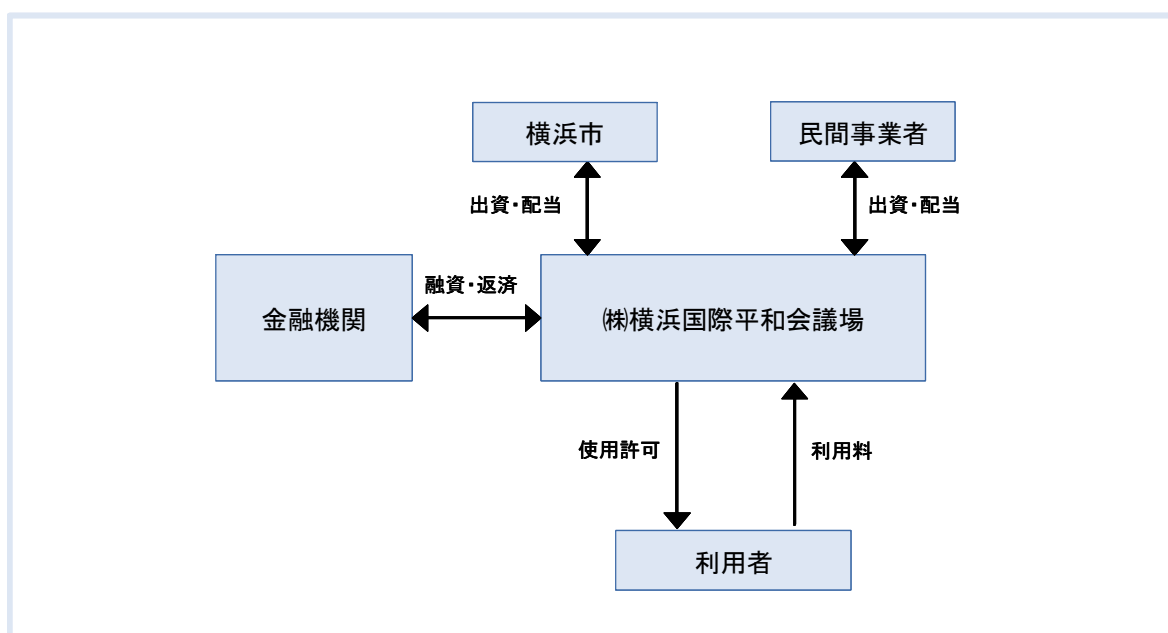 横浜市
民間事業者
出資・配当
出資・配当
融資・返済
金融機関
㈱横浜国際平和会議場
使用許可
利用料
利用者